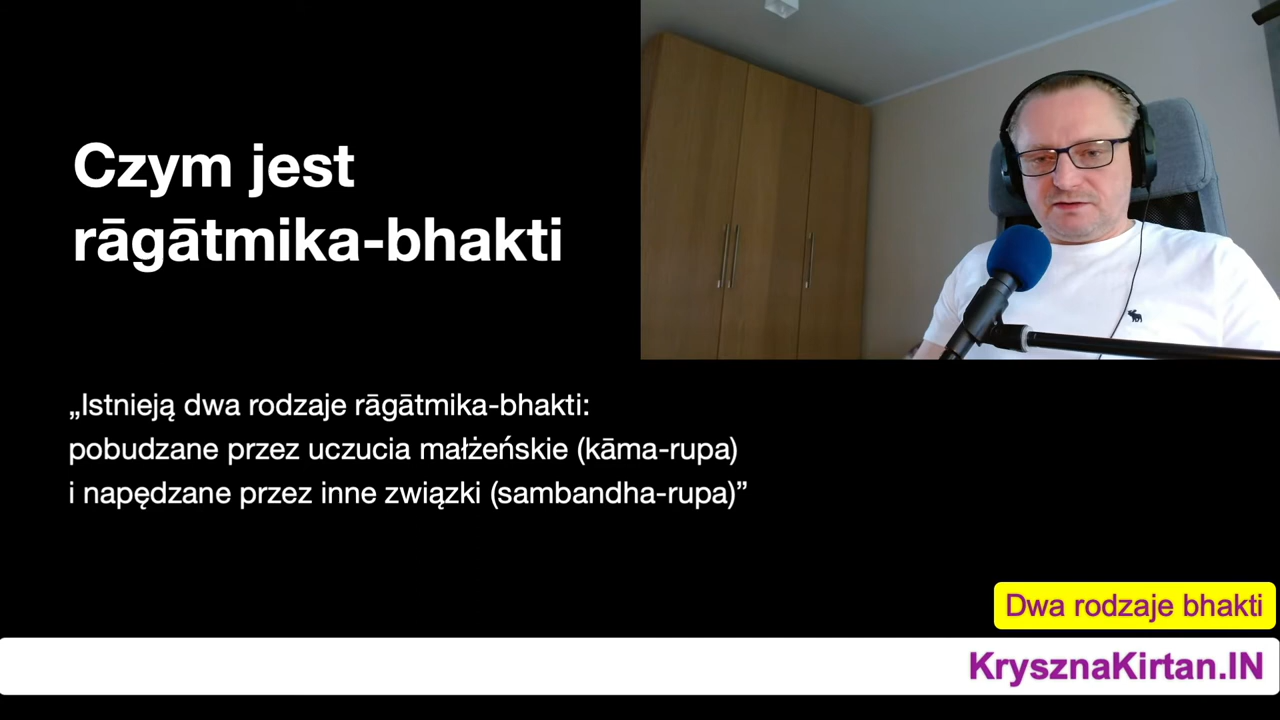 Czym jest
rāgātmika-bhakti
„Istnieją dwa rodzaje rāgātmika-bhakti:
pobudzane przez uczucia małżeńskie (kāma-rupa)
i napędzane przez inne związki (sambandha-rupa)”
Dwa rodzaje bhakti
KrysznaKirtan.IN